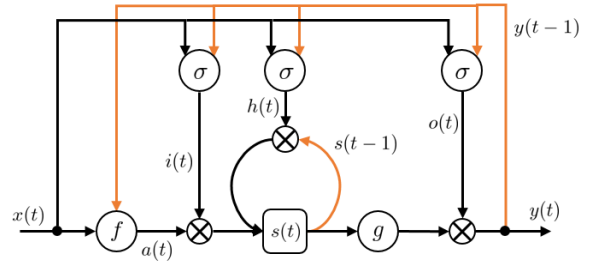 y(t − 1)
σ σ σ
h(t)
o(t)
s(t − 1)
i(t)
x(t) y(t)
f s(t) g
a(t)